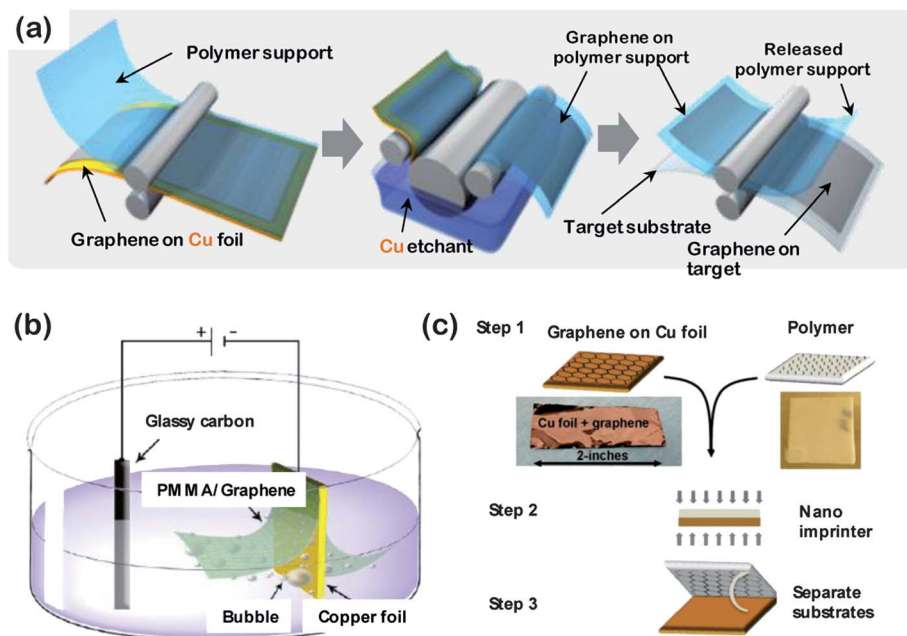 (a)
Polymer support
Graphene on Cu foil
Cu etchant
Graphene on
polymer support
Released
polymer support
Target substrate
Graphene on
target
(b)
+ -
Glassy carbon
PMMA/Graphene
Bubble
Copper foil
(c)
Step 1
Graphene on Cu foil
Polymer
Cu foil + graphene
2-inches
Step 2
Nano
imprinter
Step 3
Separate
substrates